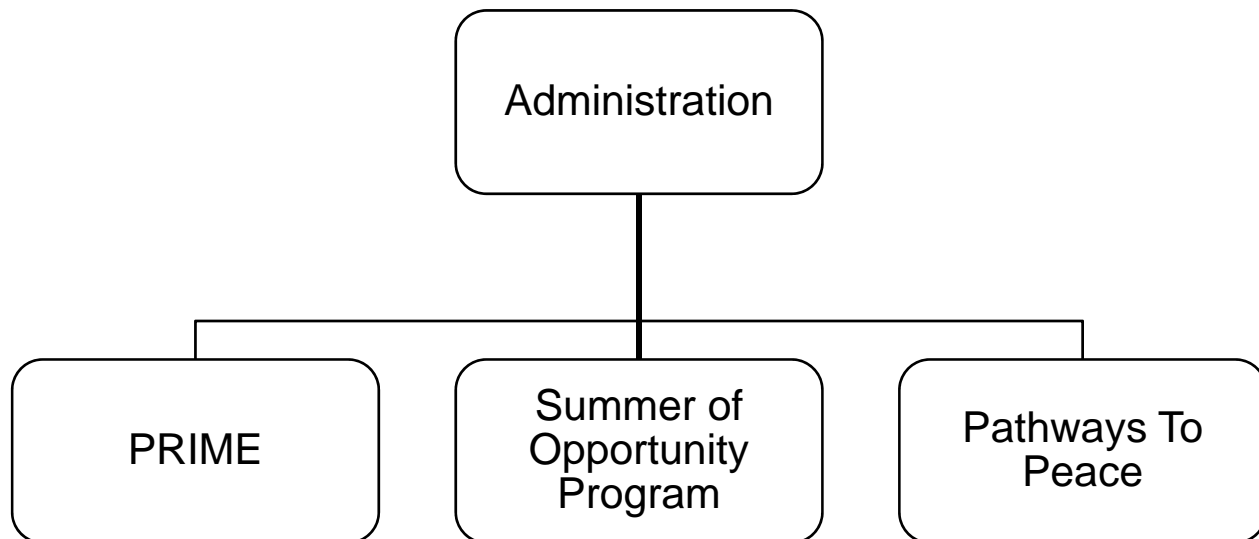 Administration
PRIME
Summer of
Opportunity
Program
Pathways To
Peace